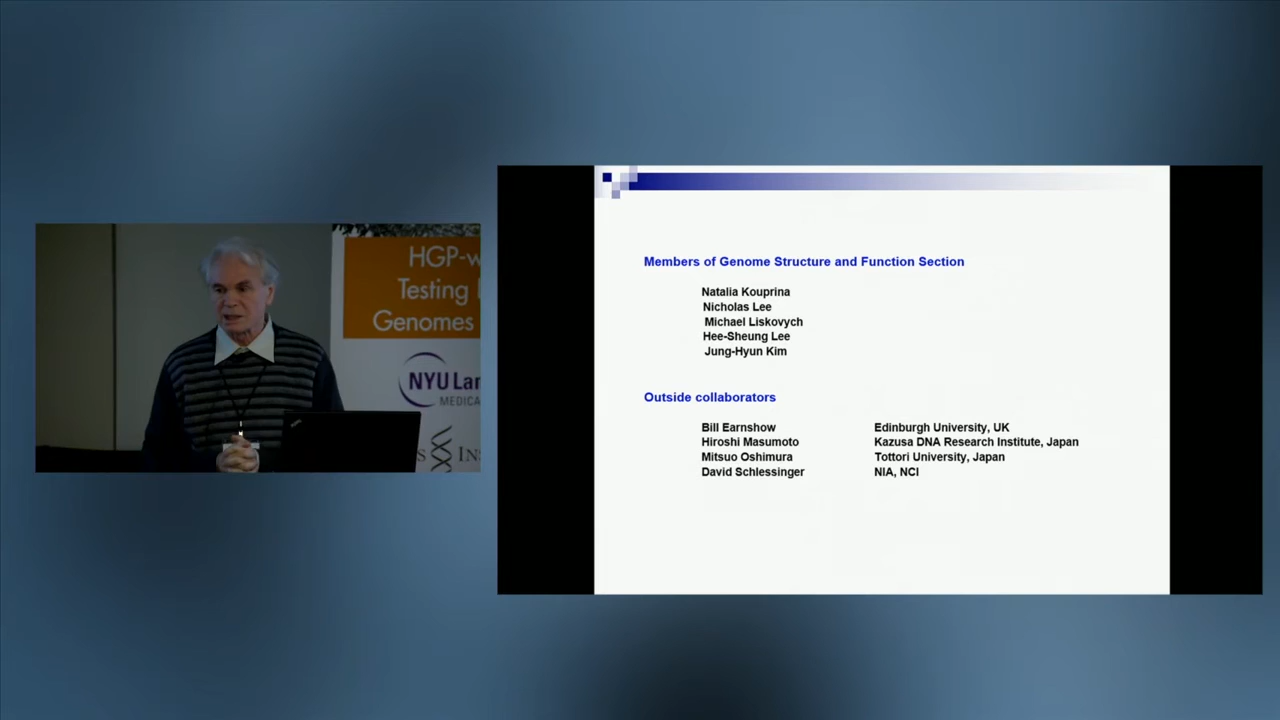 HGP-w
Testing
Genomes
NYU Lan
MEDICA
s Ins
Members of Genome Structure and Function Section
Natalia Kouprina
Nicholas Lee
Michael Liskovych
Hee-Sheung Lee
Jung-Hyun Kim
Outside collaborators
Bill Earnshow Edinburgh University, UK
Hiroshi Masumoto Kazusa DNA Research Institute, Japan
Mitsuo Oshimura Tottori University, Japan
David Schlessinger NIA, NCI